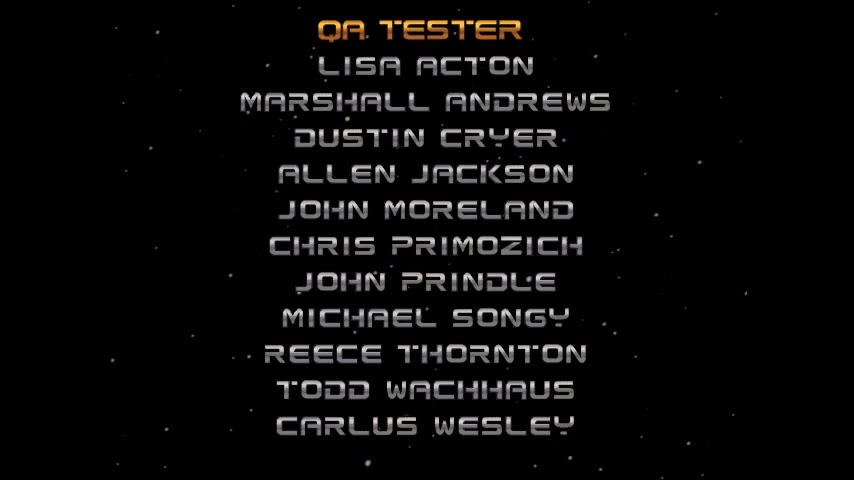 QA TESTER
LISA ACTON
MARSHALL ANDREWS
DUSTIN CRYER
ALLEN JACKSON
JOHN MORELAND
CHRIS PRIMOZICH
JOHN PRINDLE
MICHAEL SONGY
REECE THORNTON
TODD WACHHAUS
CARLUS WESLEY